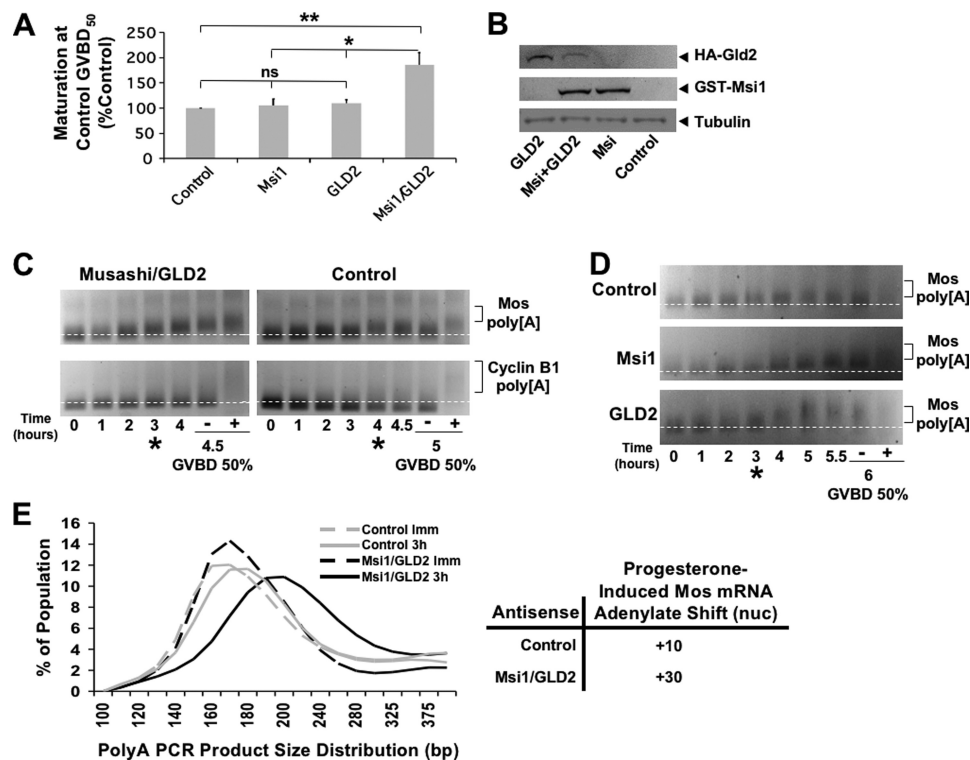 A
Maturation at
Control GVBD50
(%Control)
250
200
150
100
50
0
**
*
ns
Control
Msi1
GLD2
Msi1/GLD2
B
HA-Gld2
GST-Msi1
Tubulin
GLD2
Msi+GLD2
Msi
Control
C
Musashi/GLD2 Control
Mos
poly[A]
Cyclin B1
poly[A]
Time
(hours)
0 1 2 3 4 - + 0 1 2 3 4 4.5 - +
* 4.5 * 5
GVBD 50% GVBD 50%
D
Control
Mos
poly[A]
Msi1
Mos
poly[A]
GLD2
Mos
poly[A]
Time
(hours)
0 1 2 3 4 5 5.5 - +
* 6
GVBD 50%
E
% of Population
16
14
12
10
8
6
4
2
0
Control Imm
Control 3h
Msi1/GLD2 Imm
Msi1/GLD2 3h
100 120 140 160 180 200 240 280 325 375
PolyA PCR Product Size Distribution (bp)
Progesterone-
Induced Mos mRNA
Antisense Adenylate Shift (nuc)
Control +10
Msi1/GLD2 +30